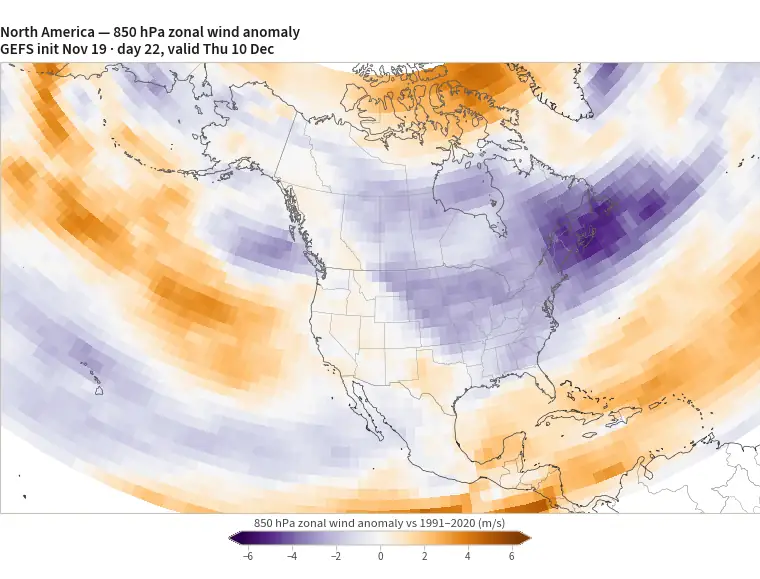 North America — 850 hPa zonal wind anomaly
GEFS init Nov 19 · day 22, valid Thu 10 Dec
850 hPa zonal wind anomaly vs 1991–2020 (m/s)
−6 −4 −2 0 2 4 6